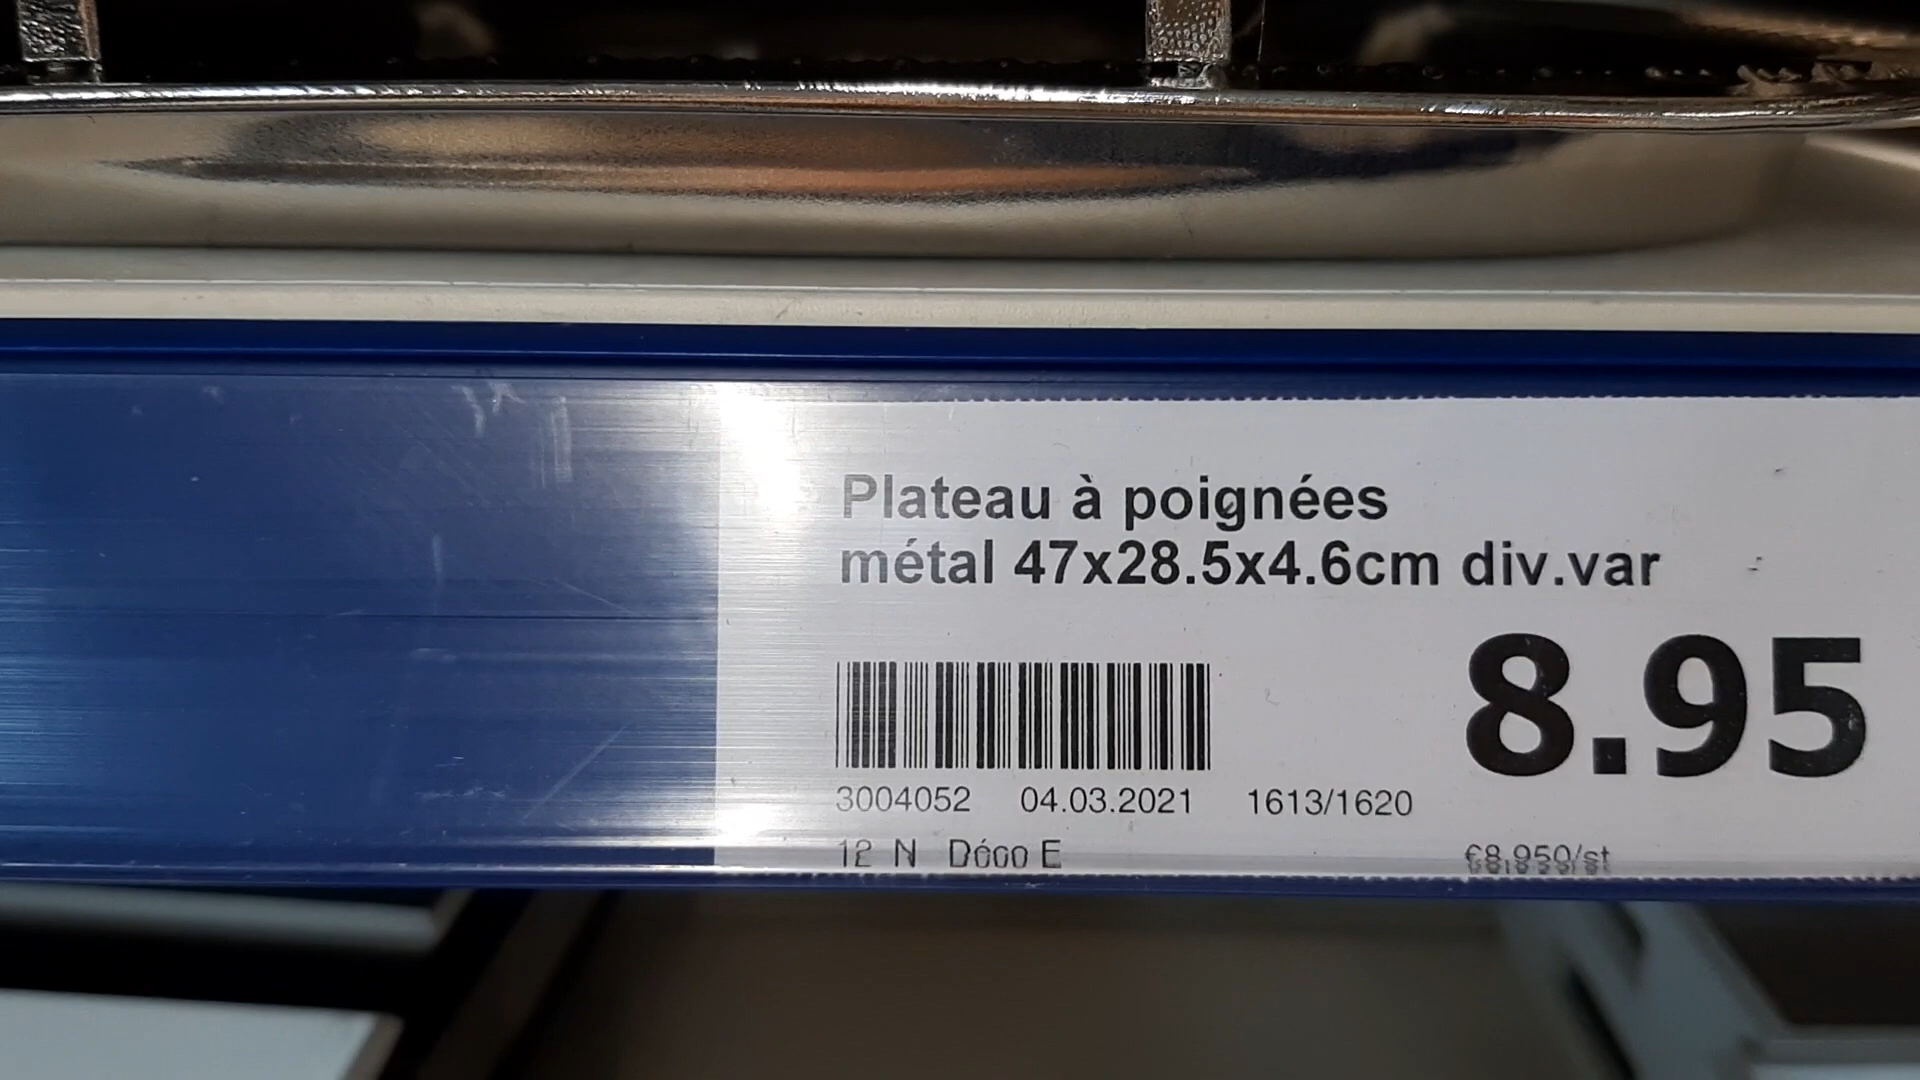 Plateau à poignées
métal 47x28.5x4.6cm div.var
8.95
3004052 04.03.2021 1613/1620
12 N Déco E
€8,950/st